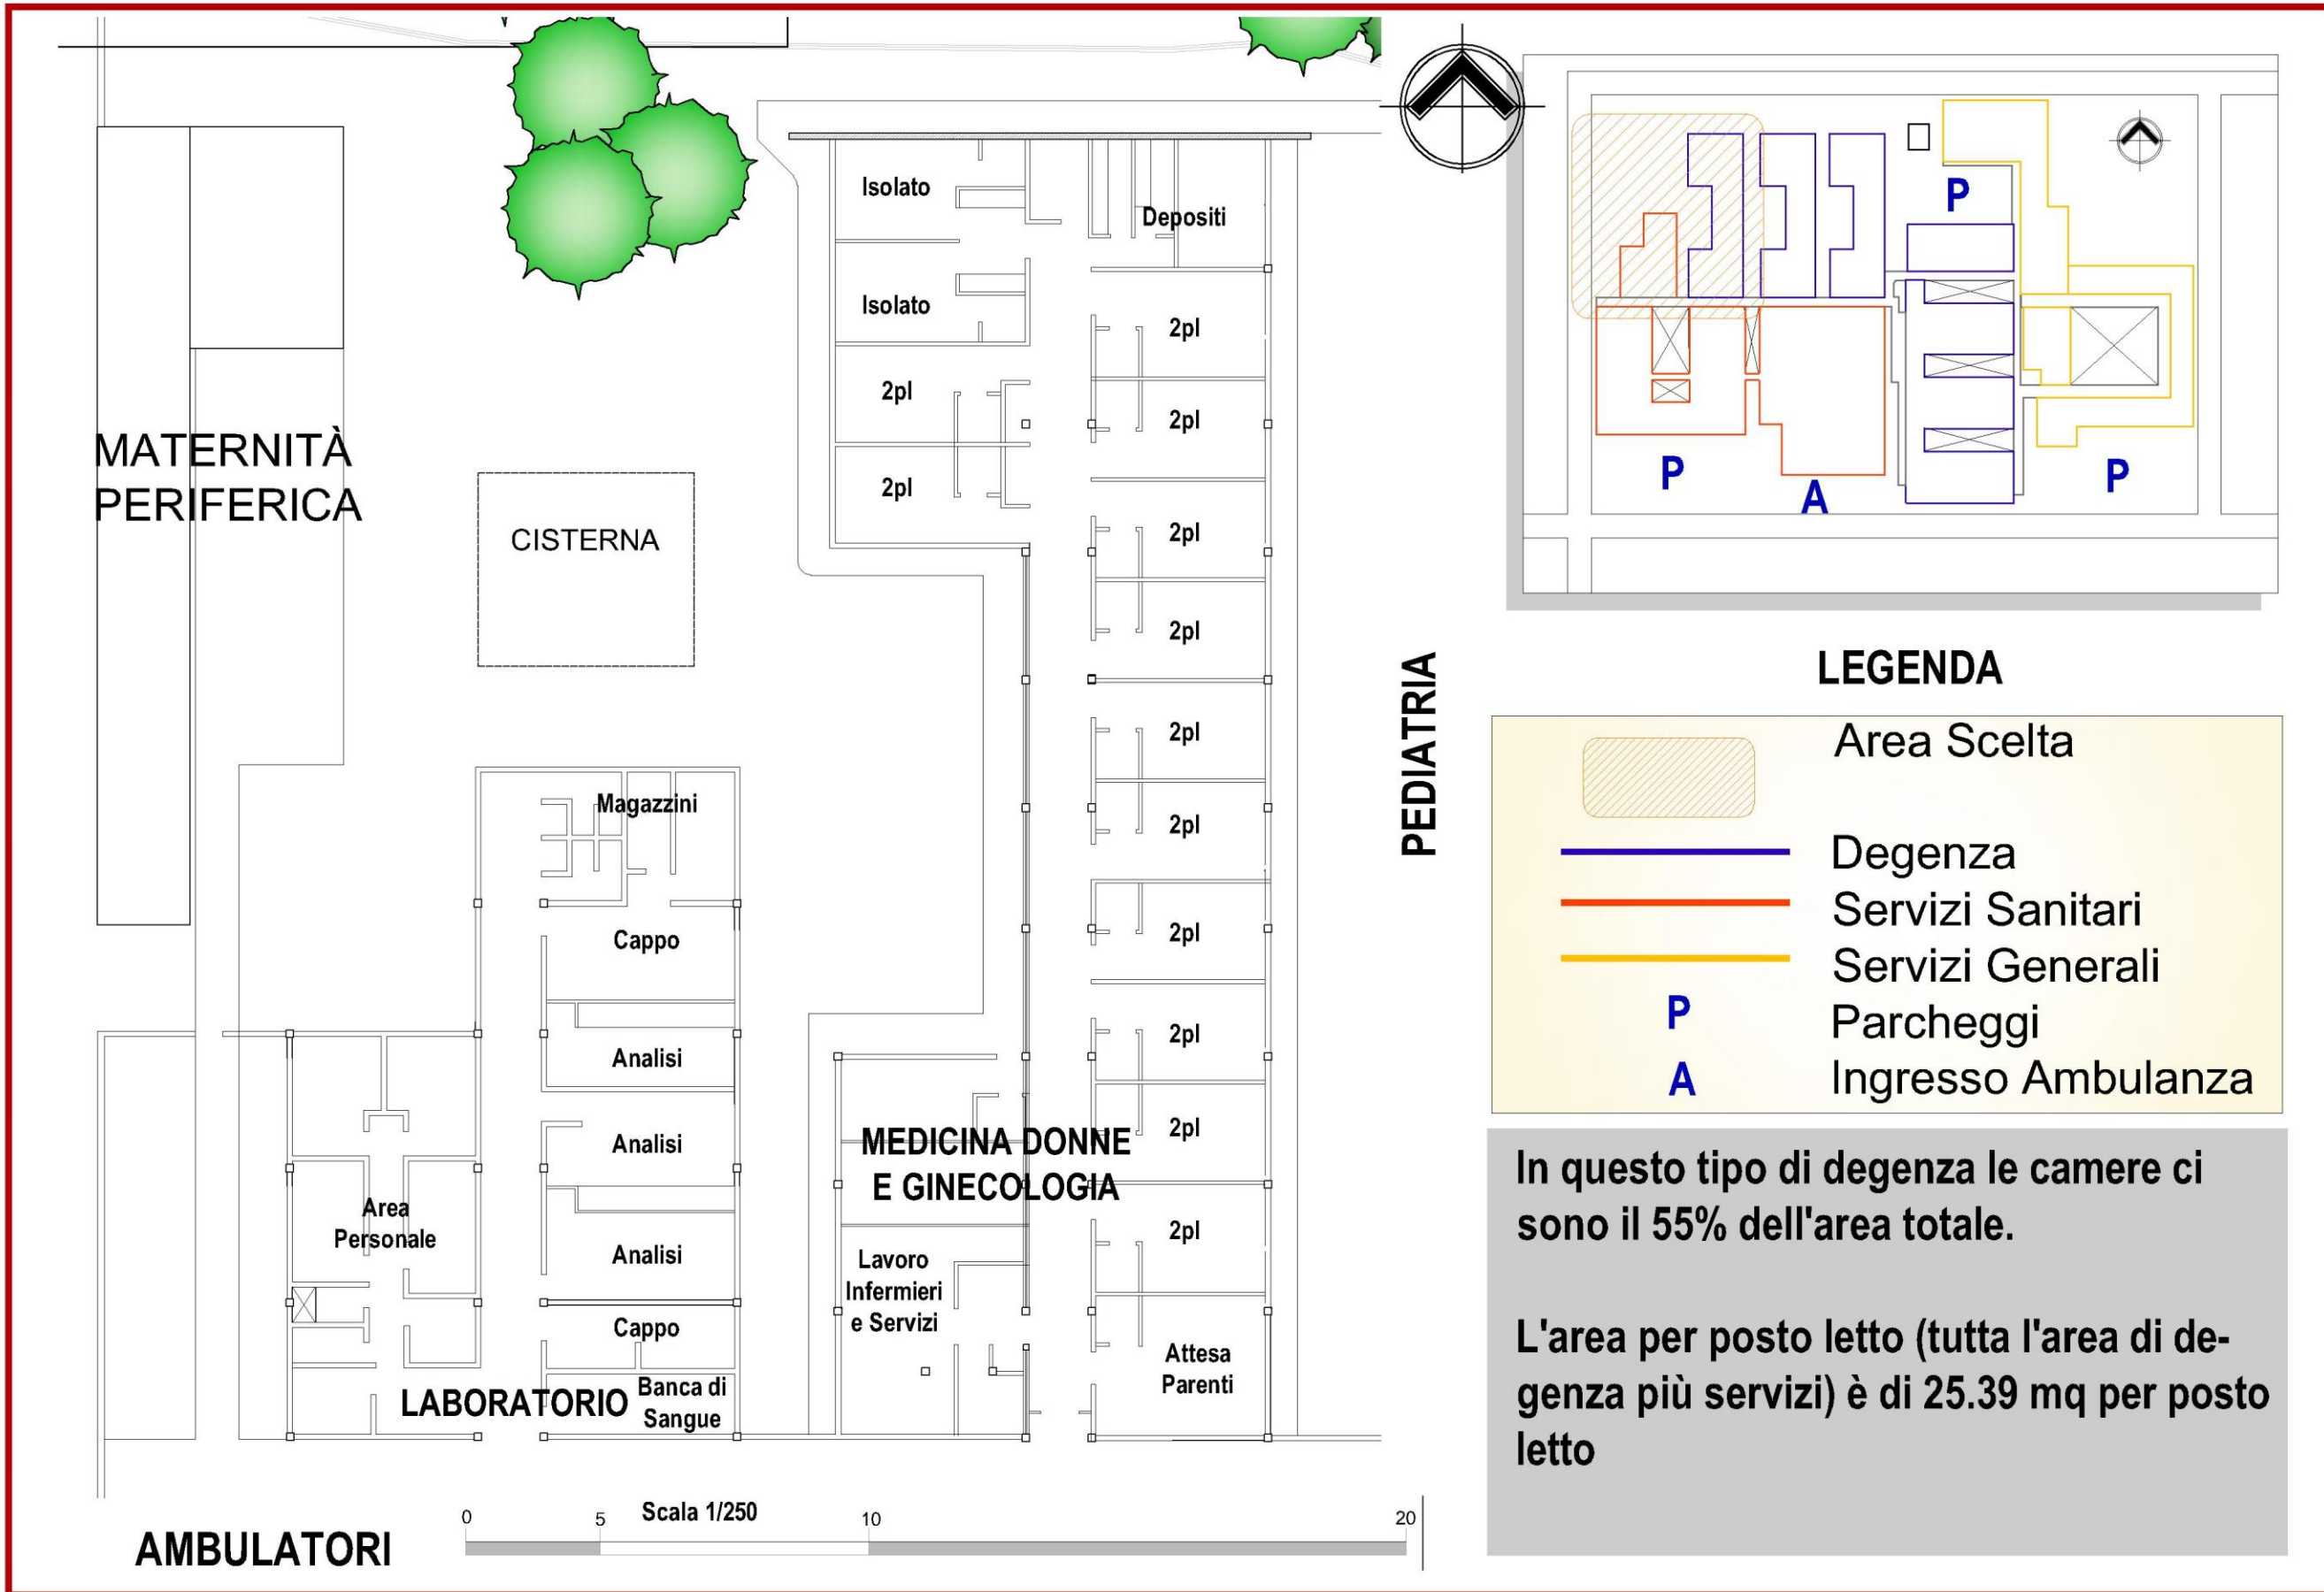 Isolato
Depositi
Isolato
2pl
2pl
2pl
2pl
2pl
2pl
2pl
2pl
2pl
2pl
2pl
2pl
MATERNITÀ
PERIFERICA
CISTERNA
Magazzini
Cappo
Analisi
Analisi
Analisi
Cappo
Banca di
Sangue
Area
Personale
LABORATORIO
MEDICINA DONNE
E GINECOLOGIA
Lavoro
Infermieri
e Servizi
Attesa
Parenti
PEDIATRIA
AMBULATORI
0 5 Scala 1/250 10 20
P
P
A
P
LEGENDA
Area Scelta
Degenza
Servizi Sanitari
Servizi Generali
P Parcheggi
A Ingresso Ambulanza
In questo tipo di degenza le camere ci
sono il 55% dell'area totale.
L'area per posto letto (tutta l'area di de-
genza più servizi) è di 25.39 mq per posto
letto